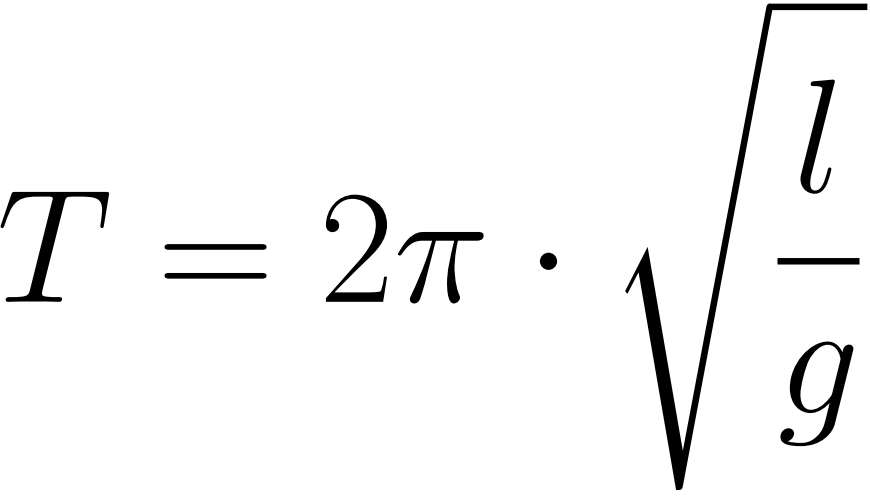 T = 2π · √(l/g)